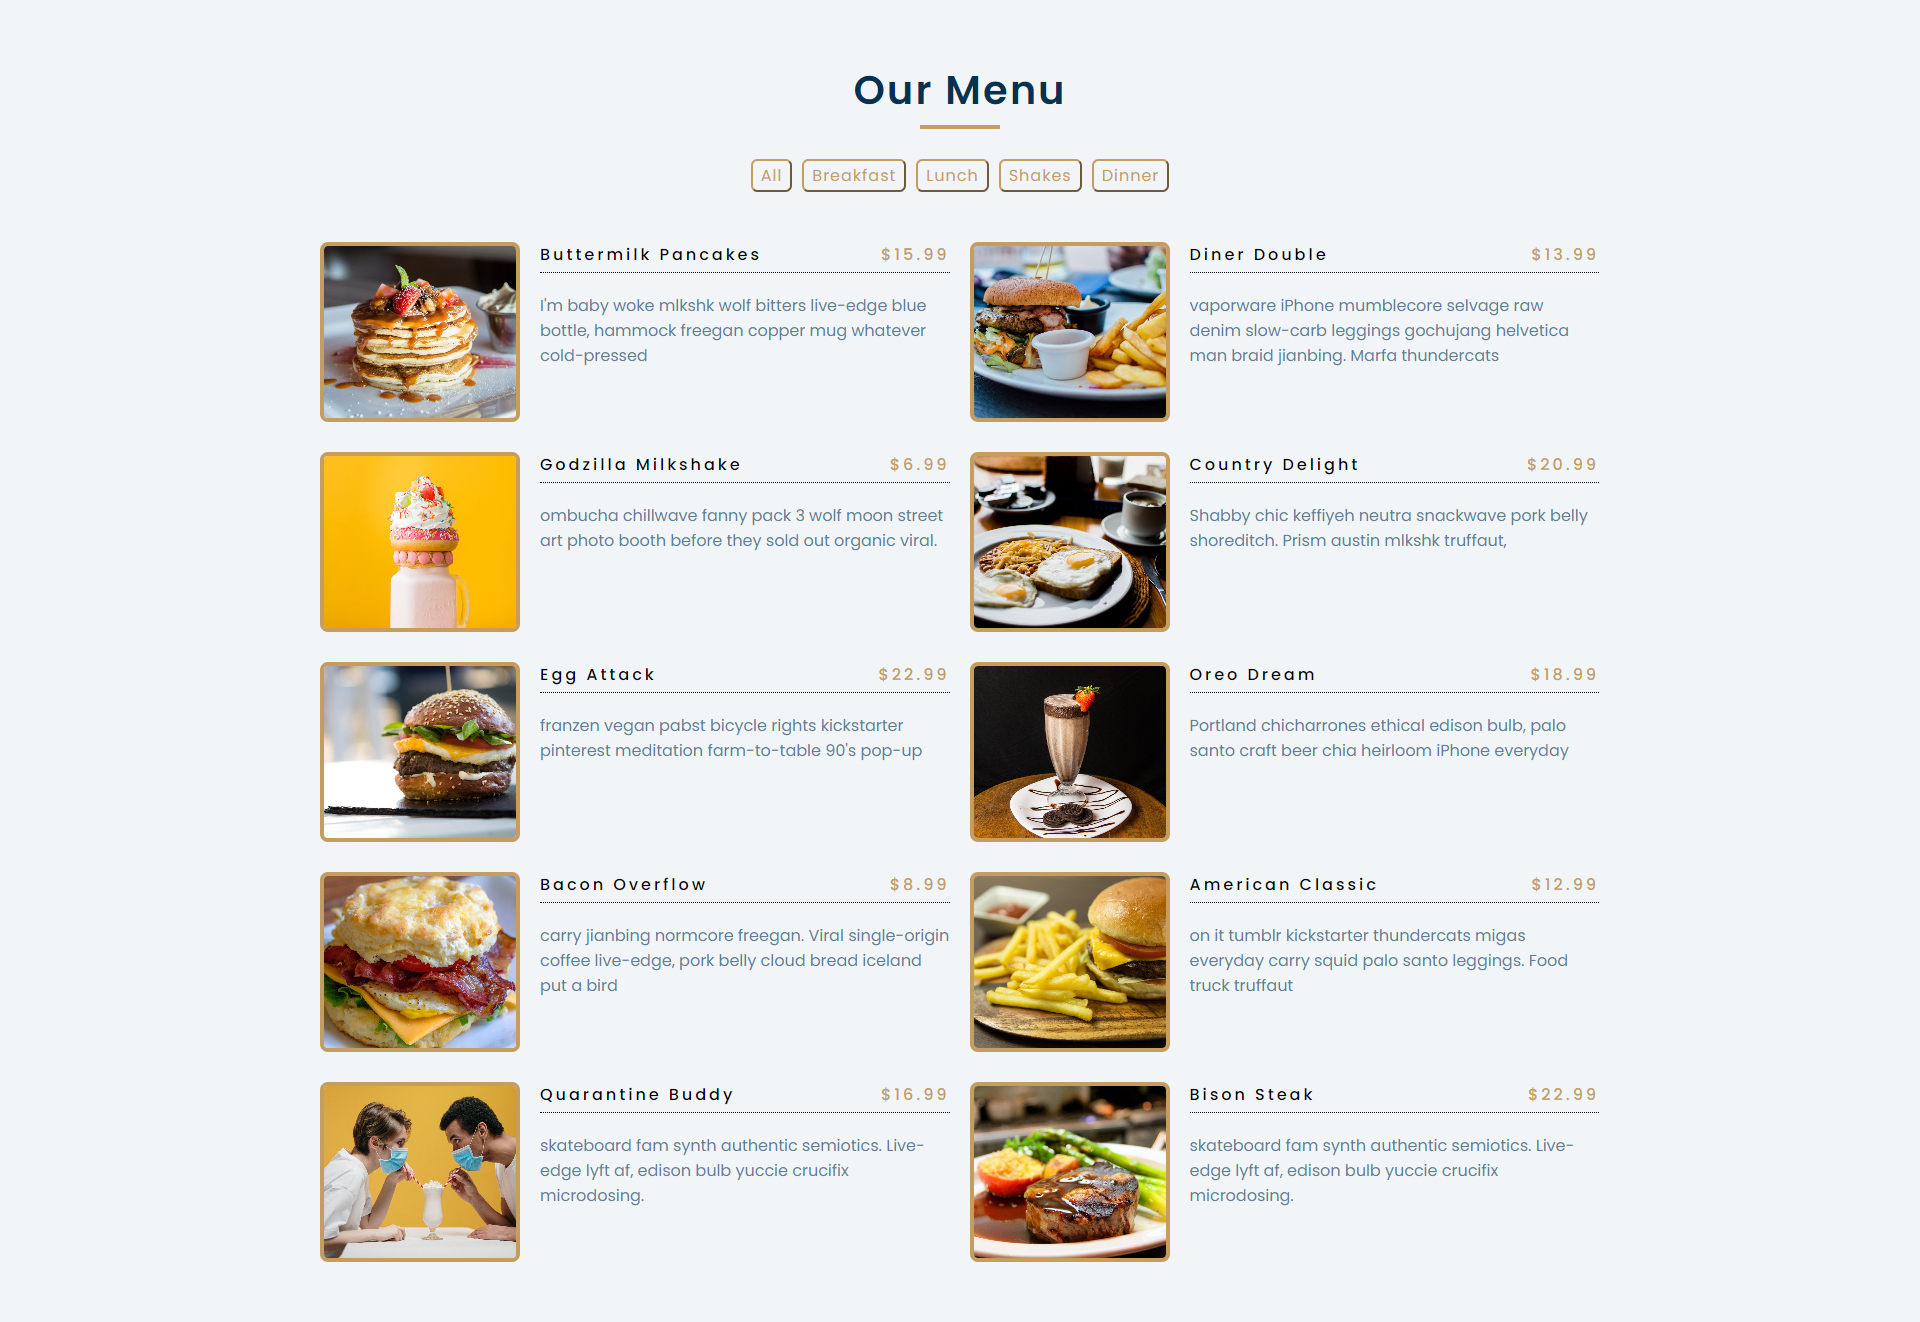 Our Menu
All
Breakfast
Lunch
Shakes
Dinner
Buttermilk Pancakes
$15.99
I'm baby woke mlkshk wolf bitters live-edge blue
bottle, hammock freegan copper mug whatever
cold-pressed
Diner Double
$13.99
vaporware iPhone mumblecore selvage raw
denim slow-carb leggings gochujang helvetica
man braid jianbing. Marfa thundercats
Godzilla Milkshake
$6.99
ombucha chillwave fanny pack 3 wolf moon street
art photo booth before they sold out organic viral.
Country Delight
$20.99
Shabby chic keffiyeh neutra snackwave pork belly
shoreditch. Prism austin mlkshk truffaut,
Egg Attack
$22.99
franzen vegan pabst bicycle rights kickstarter
pinterest meditation farm-to-table 90's pop-up
Oreo Dream
$18.99
Portland chicharrones ethical edison bulb, palo
santo craft beer chia heirloom iPhone everyday
Bacon Overflow
$8.99
carry jianbing normcore freegan. Viral single-origin
coffee live-edge, pork belly cloud bread iceland
put a bird
American Classic
$12.99
on it tumblr kickstarter thundercats migas
everyday carry squid palo santo leggings. Food
truck truffaut
Quarantine Buddy
$16.99
skateboard fam synth authentic semiotics. Live-
edge lyft af, edison bulb yuccie crucifix
microdosing.
Bison Steak
$22.99
skateboard fam synth authentic semiotics. Live-
edge lyft af, edison bulb yuccie crucifix
microdosing.